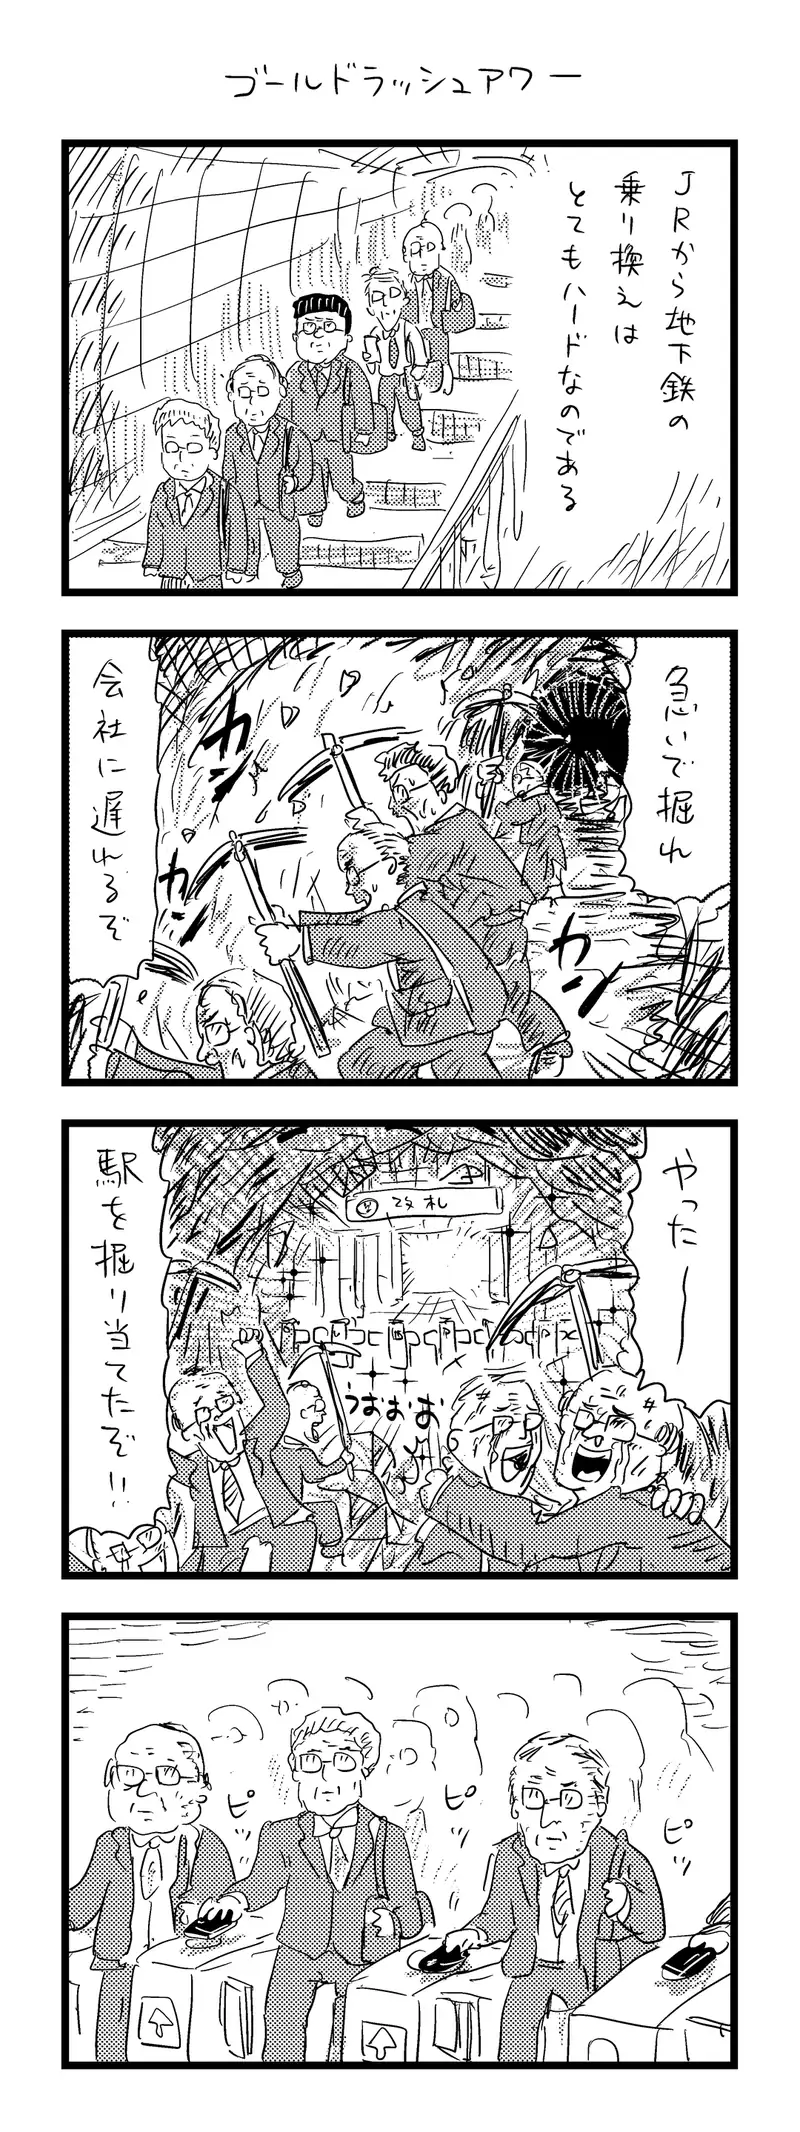 ゴールドラッシュアワー
JRから地下鉄の
乗り換えは
とてもハードなのである
急いで掘れ
カンッ
カンッ
カンッ
会社に遅れるぞ
やったー
改札
うおおお
駅を掘り当てたぞ!!
ピッ
ピッ
ピッ